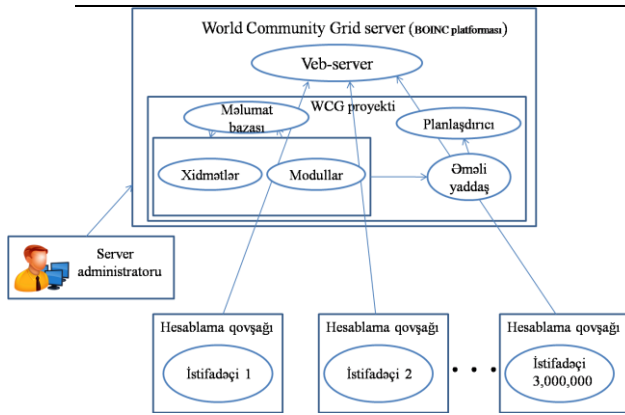 World Community Grid server (BOINC platforması)
Veb-server
WCG proyekti
Məlumat
bazası
Planlaşdırıcı
Xidmətlər
Modullar
Əməli
yaddaş
Server
administratoru
Hesablama qovşağı
İstifadəçi 1
Hesablama qovşağı
İstifadəçi 2
• • •
Hesablama qovşağı
İstifadəçi
3,000,000